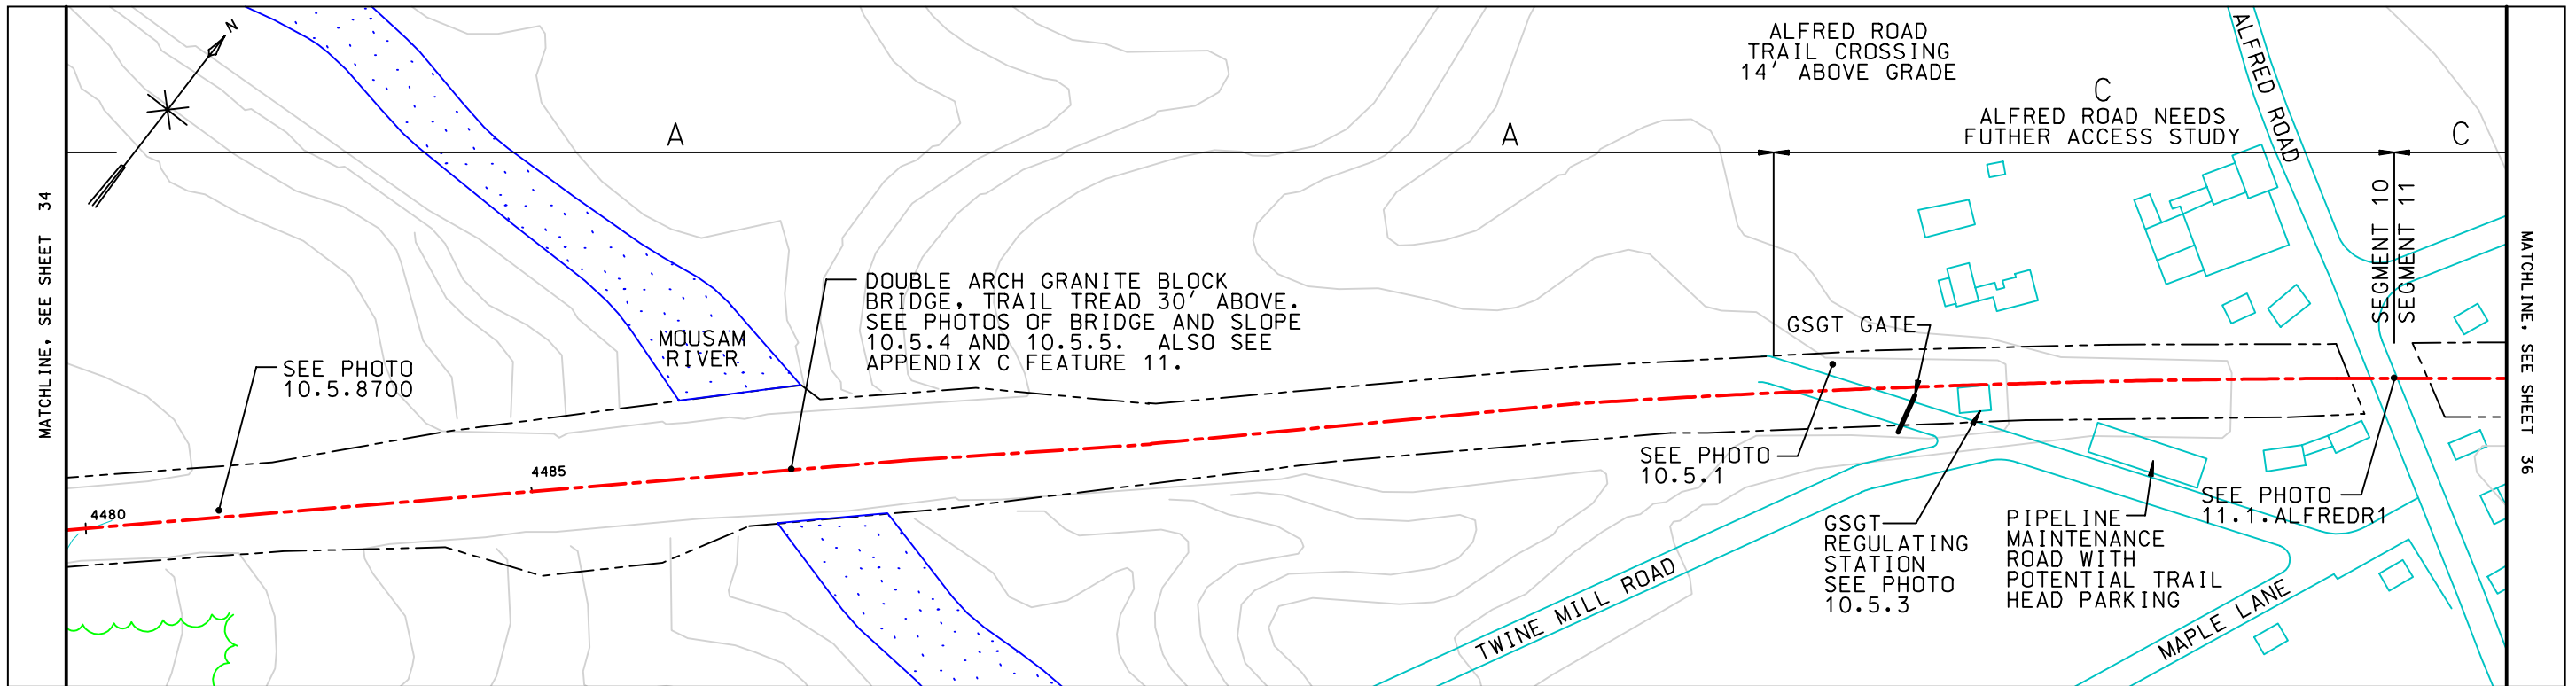 N
ALFRED ROAD
TRAIL CROSSING
14' ABOVE GRADE
ALFRED ROAD
C
ALFRED ROAD NEEDS
FUTHER ACCESS STUDY
A
A
C
MATCHLINE, SEE SHEET 34
SEGMENT 10
SEGMENT 11
MATCHLINE, SEE SHEET 36
DOUBLE ARCH GRANITE BLOCK
BRIDGE, TRAIL TREAD 30' ABOVE.
SEE PHOTOS OF BRIDGE AND SLOPE
10.5.4 AND 10.5.5. ALSO SEE
APPENDIX C FEATURE 11.
MOUSAM
RIVER
SEE PHOTO
10.5.8700
GSGT GATE
SEE PHOTO
10.5.1
4485
4480
SEE PHOTO
11.1.ALFREDR1
GSGT
REGULATING
STATION
SEE PHOTO
10.5.3
PIPELINE
MAINTENANCE
ROAD WITH
POTENTIAL TRAIL
HEAD PARKING
TWINE MILL ROAD
MAPLE LANE